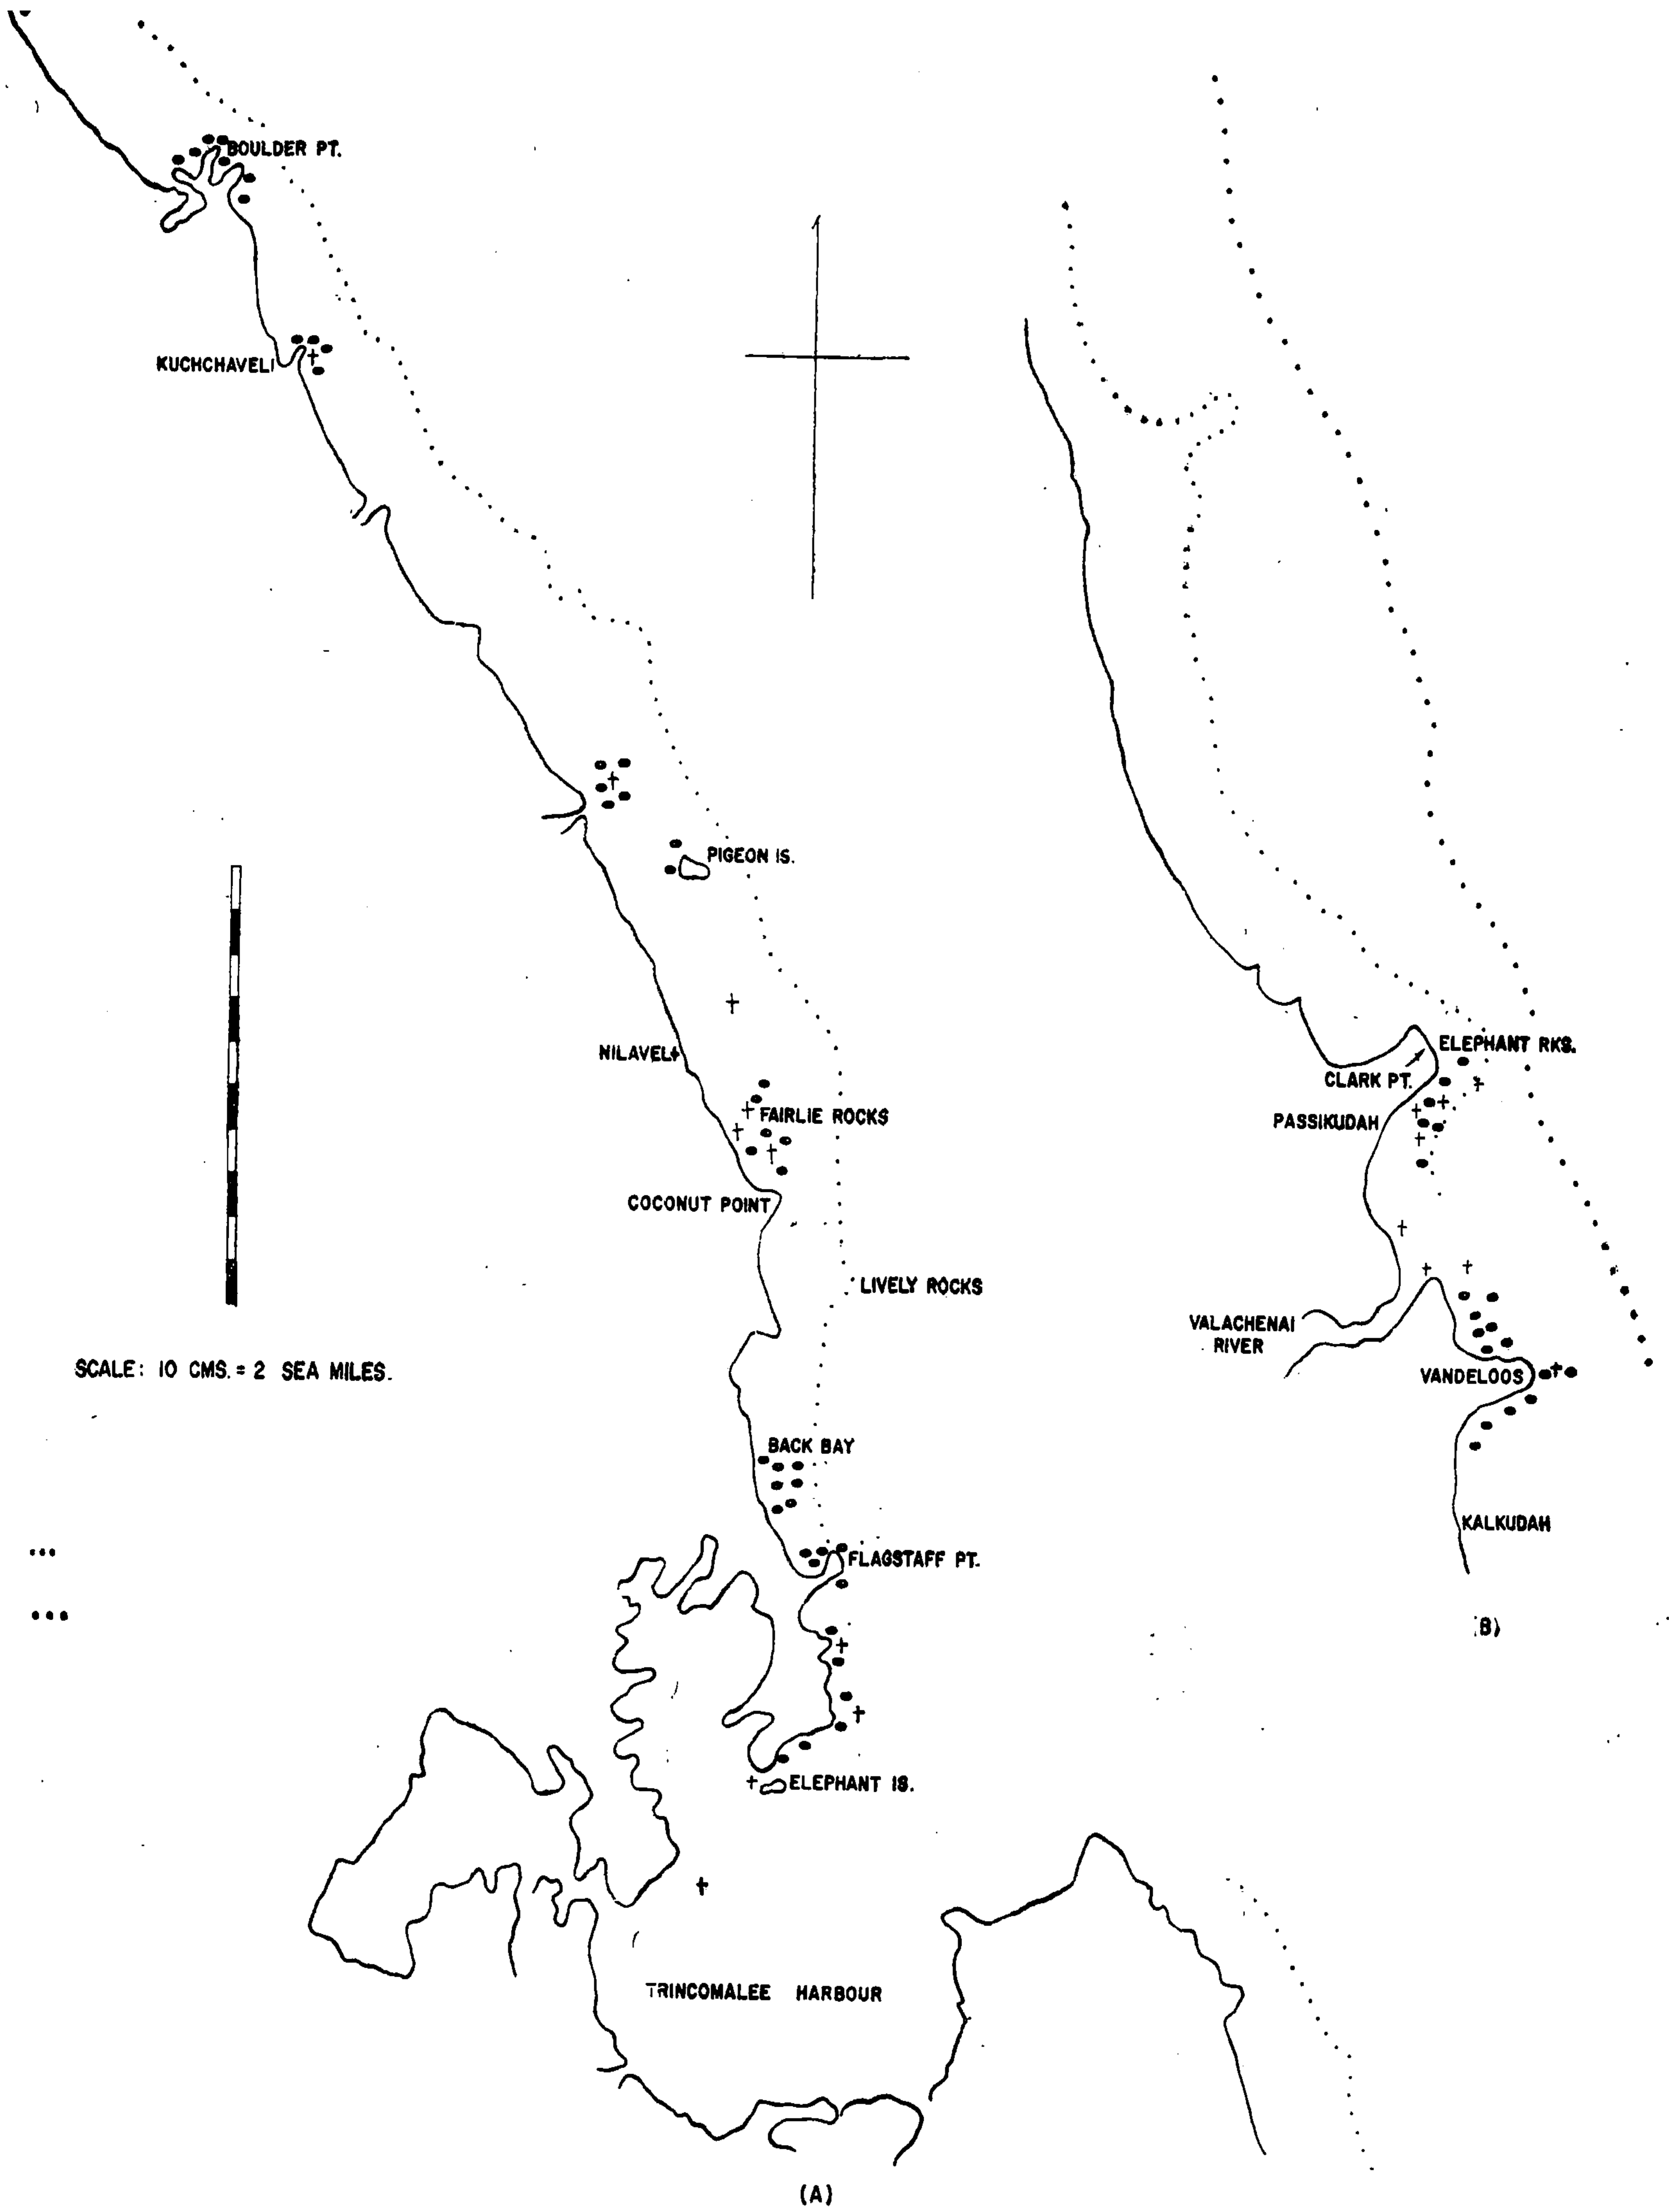 BOULDER PT.
KUCHCHAVELI
PIGEON IS.
NILAVELI
FAIRLIE ROCKS
COCONUT POINT
LIVELY ROCKS
SCALE: 10 CMS. = 2 SEA MILES.
BACK BAY
FLAGSTAFF PT.
ELEPHANT IS.
TRINCOMALEE HARBOUR
(A)
ELEPHANT RKS.
CLARK PT.
PASSIKUDAH
VALACHENAI
RIVER
VANDELOOS
KALKUDAH
(B)